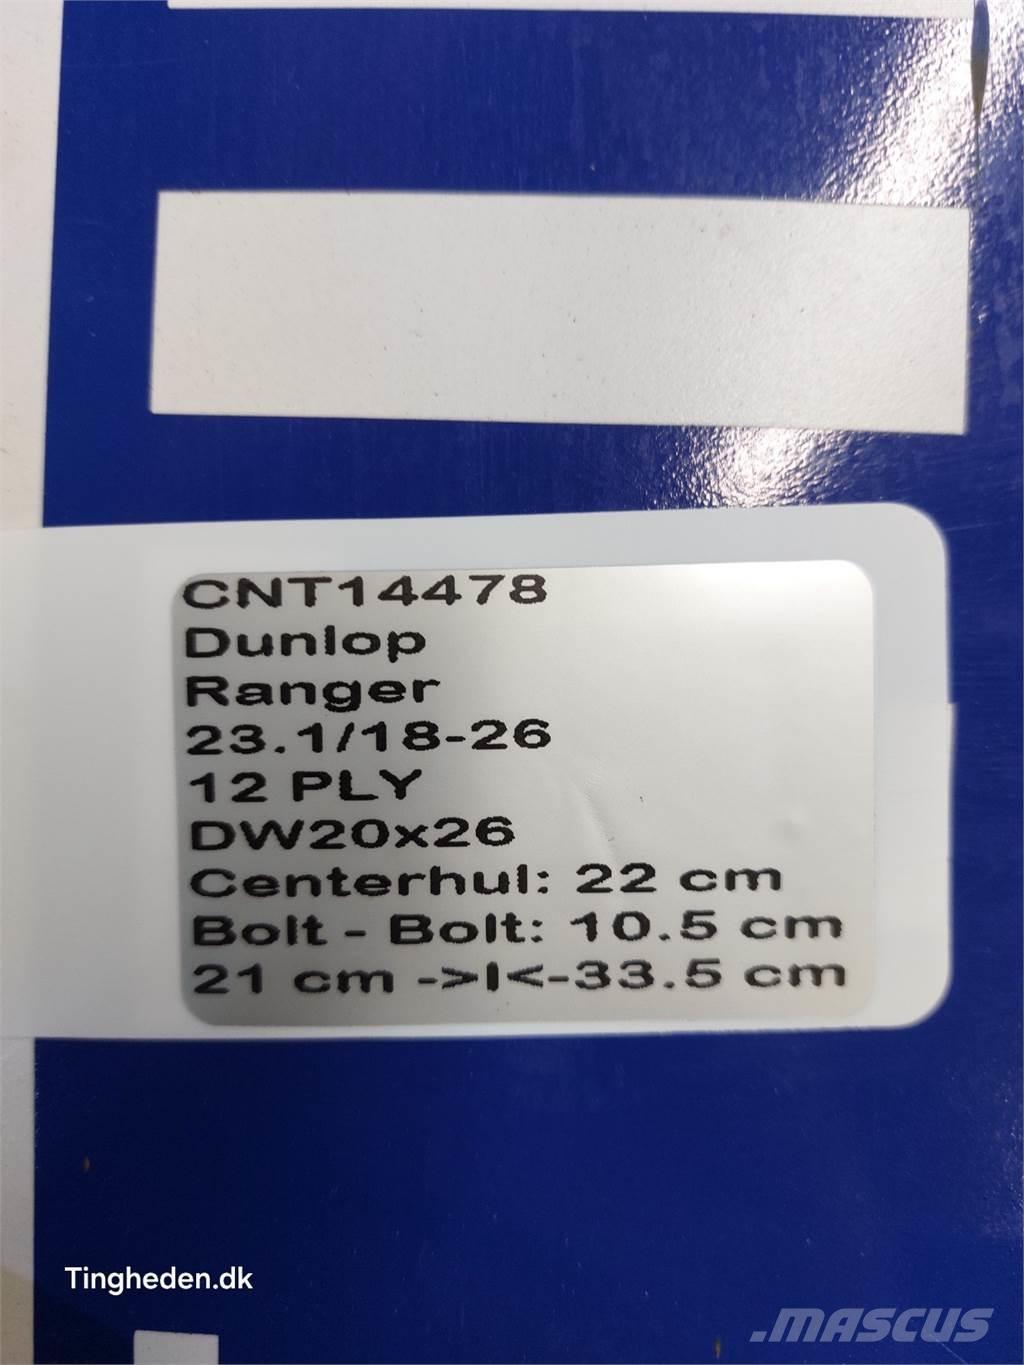 CNT14478
Dunlop
Ranger
23.1/18-26
12 PLY
DW20x26
Centerhul: 22 cm
Bolt - Bolt: 10.5 cm
21 cm ->I<-33.5 cm
Tingheden.dk
.MASCUS